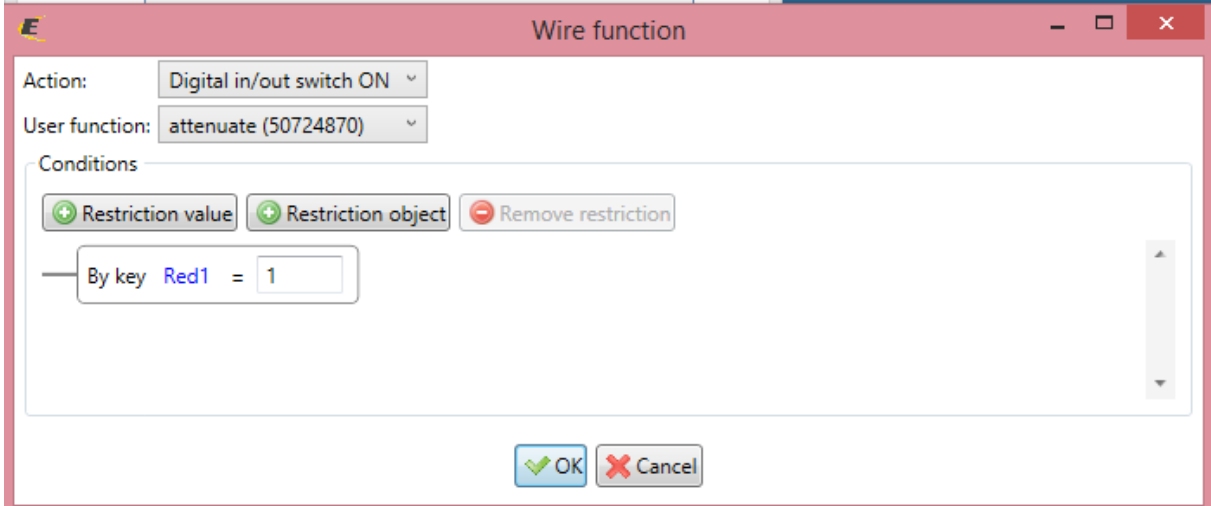 E Wire function
Action: Digital in/out switch ON
User function: attenuate (50724870)
Conditions
Restriction value Restriction object Remove restriction
By key Red1 = 1
OK Cancel